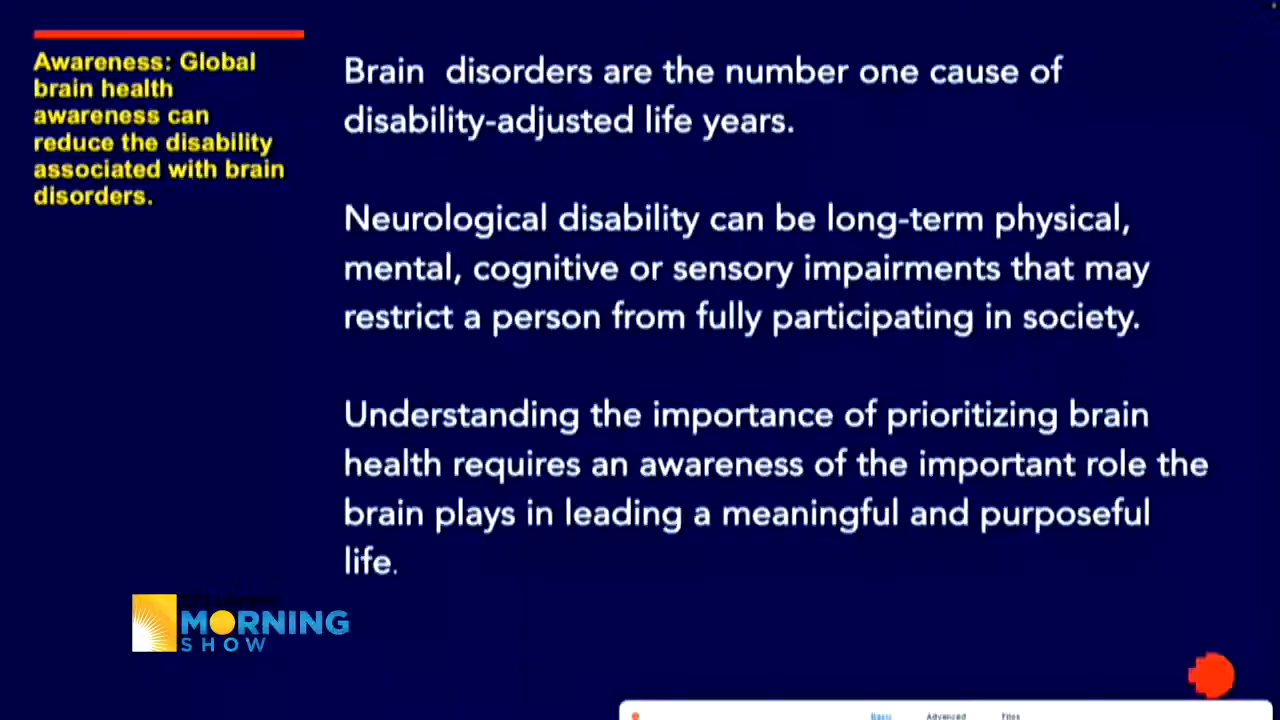 Awareness: Global
brain health
awareness can
reduce the disability
associated with brain
disorders.
Brain disorders are the number one cause of
disability-adjusted life years.
Neurological disability can be long-term physical,
mental, cognitive or sensory impairments that may
restrict a person from fully participating in society.
Understanding the importance of prioritizing brain
health requires an awareness of the important role the
brain plays in leading a meaningful and purposeful
life.
MORNING
SHOW
Basic Advanced Files